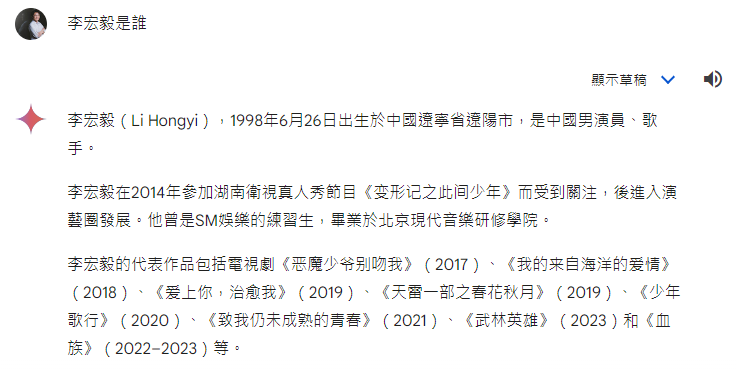 李宏毅是誰
顯示草稿
李宏毅（Li Hongyi），1998年6月26日出生於中國遼寧省遼陽市，是中國男演員、歌
手。
李宏毅在2014年參加湖南衛視真人秀節目《变形记之此间少年》而受到關注，後進入演
藝圈發展。他曾是SM娛樂的練習生，畢業於北京現代音樂研修學院。
李宏毅的代表作品包括電視劇《恶魔少爷别吻我》（2017）、《我的来自海洋的爱情》
（2018）、《爱上你，治愈我》（2019）、《天雷一部之春花秋月》（2019）、《少年
歌行》（2020）、《致我仍未成熟的青春》（2021）、《武林英雄》（2023）和《血
族》（2022–2023）等。